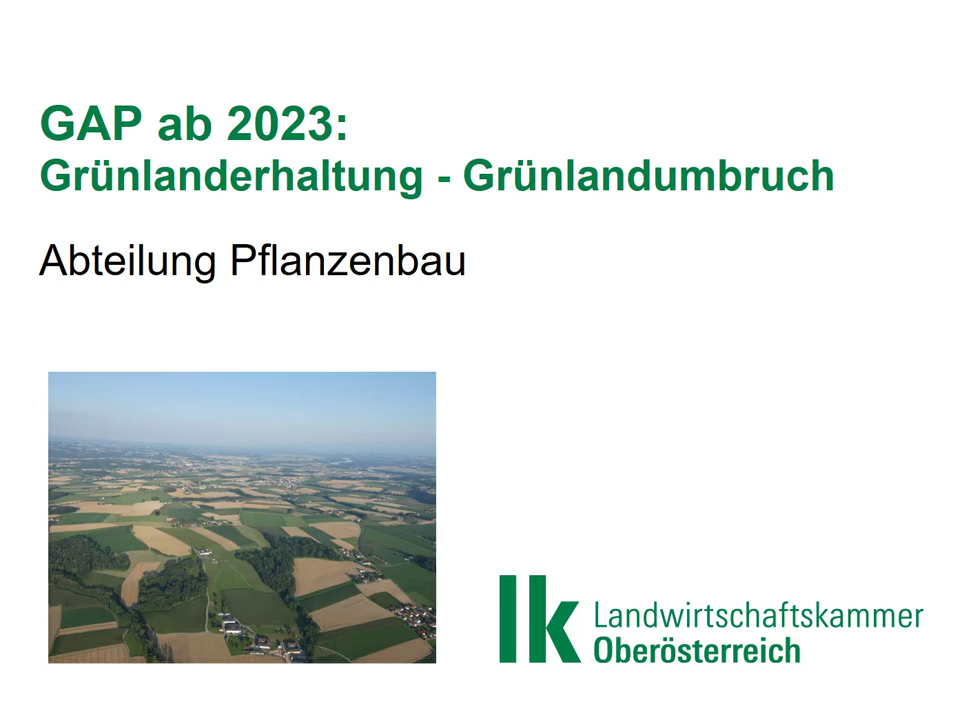 GAP ab 2023:
Grünlanderhaltung - Grünlandumbruch
Abteilung Pflanzenbau
lk Landwirtschaftskammer
Oberösterreich